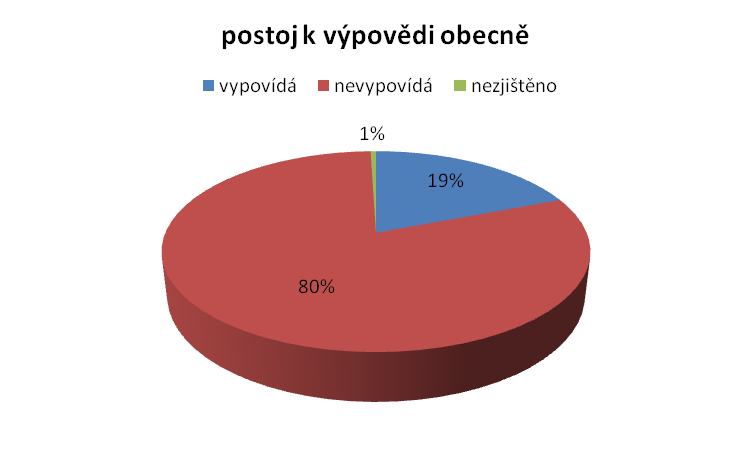 postoj k výpovědi obecně
vypovídá nevypovídá nezjištěno
1%
19%
80%